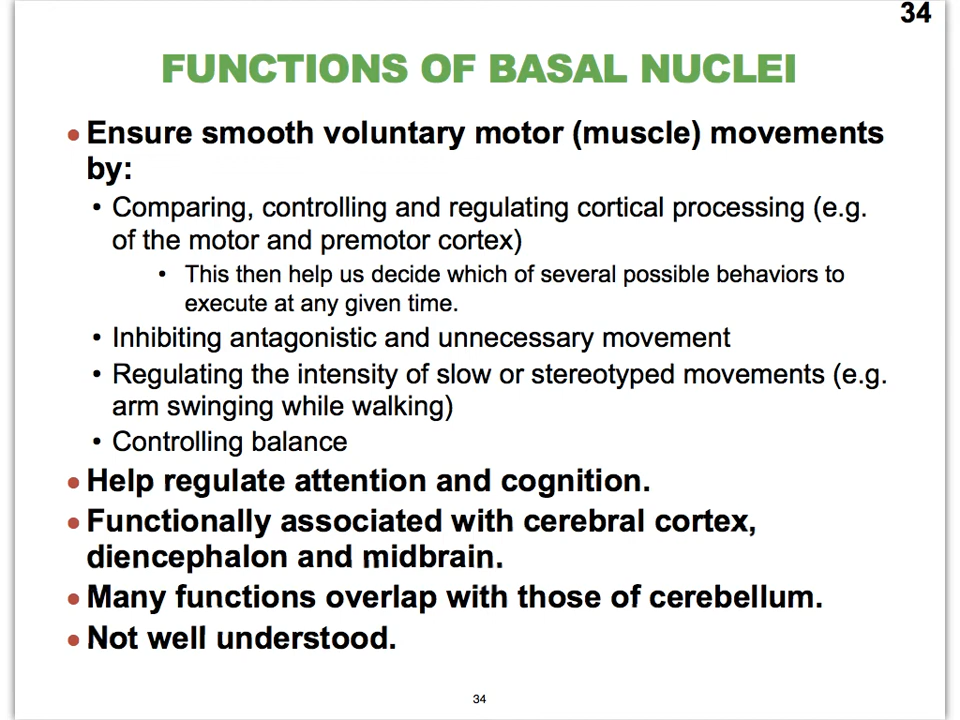 34
FUNCTIONS OF BASAL NUCLEI
• Ensure smooth voluntary motor (muscle) movements
by:
• Comparing, controlling and regulating cortical processing (e.g.
of the motor and premotor cortex)
• This then help us decide which of several possible behaviors to
execute at any given time.
• Inhibiting antagonistic and unnecessary movement
• Regulating the intensity of slow or stereotyped movements (e.g.
arm swinging while walking)
• Controlling balance
• Help regulate attention and cognition.
• Functionally associated with cerebral cortex,
diencephalon and midbrain.
• Many functions overlap with those of cerebellum.
• Not well understood.
34